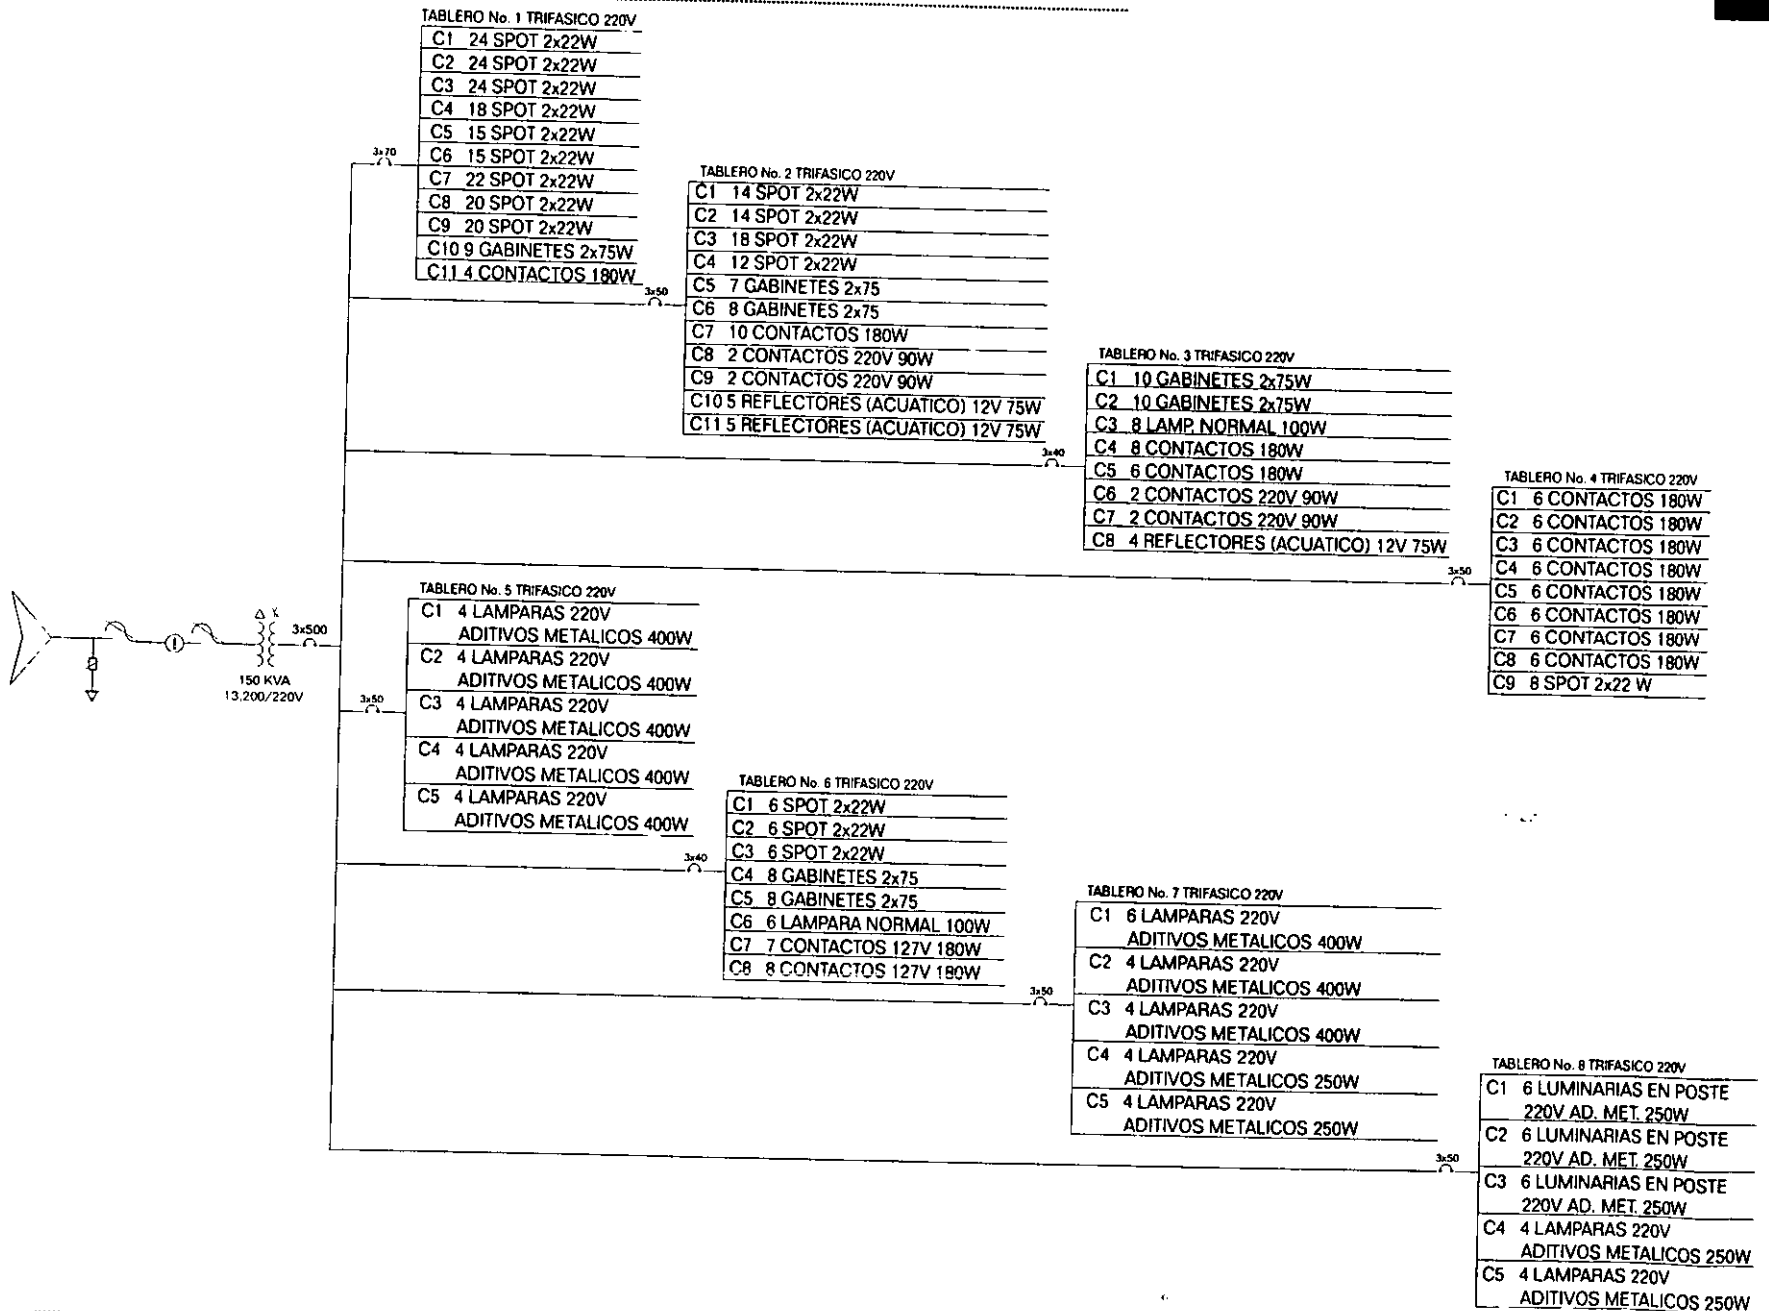 TABLERO No. 1 TRIFASICO 220V
C1 24 SPOT 2x22W
C2 24 SPOT 2x22W
C3 24 SPOT 2x22W
C4 18 SPOT 2x22W
C5 15 SPOT 2x22W
C6 15 SPOT 2x22W
C7 22 SPOT 2x22W
C8 20 SPOT 2x22W
C9 20 SPOT 2x22W
C10 9 GABINETES 2x75W
C11 4 CONTACTOS 180W
3x70
TABLERO No. 2 TRIFASICO 220V
C1 14 SPOT 2x22W
C2 14 SPOT 2x22W
C3 18 SPOT 2x22W
C4 12 SPOT 2x22W
C5 7 GABINETES 2x75
C6 8 GABINETES 2x75
C7 10 CONTACTOS 180W
C8 2 CONTACTOS 220V 90W
C9 2 CONTACTOS 220V 90W
C10 5 REFLECTORES (ACUATICO) 12V 75W
C11 5 REFLECTORES (ACUATICO) 12V 75W
3x50
TABLERO No. 3 TRIFASICO 220V
C1 10 GABINETES 2x75W
C2 10 GABINETES 2x75W
C3 8 LAMP. NORMAL 100W
C4 8 CONTACTOS 180W
C5 6 CONTACTOS 180W
C6 2 CONTACTOS 220V 90W
C7 2 CONTACTOS 220V 90W
C8 4 REFLECTORES (ACUATICO) 12V 75W
3x40
TABLERO No. 4 TRIFASICO 220V
C1 6 CONTACTOS 180W
C2 6 CONTACTOS 180W
C3 6 CONTACTOS 180W
C4 6 CONTACTOS 180W
C5 6 CONTACTOS 180W
C6 6 CONTACTOS 180W
C7 6 CONTACTOS 180W
C8 6 CONTACTOS 180W
C9 8 SPOT 2x22 W
3x50
150 KVA
13,200/220V
3x500
TABLERO No. 5 TRIFASICO 220V
C1 4 LAMPARAS 220V
ADITIVOS METALICOS 400W
C2 4 LAMPARAS 220V
ADITIVOS METALICOS 400W
C3 4 LAMPARAS 220V
ADITIVOS METALICOS 400W
C4 4 LAMPARAS 220V
ADITIVOS METALICOS 400W
C5 4 LAMPARAS 220V
ADITIVOS METALICOS 400W
3x50
TABLERO No. 6 TRIFASICO 220V
C1 6 SPOT 2x22W
C2 6 SPOT 2x22W
C3 6 SPOT 2x22W
C4 8 GABINETES 2x75
C5 8 GABINETES 2x75
C6 6 LAMPARA NORMAL 100W
C7 7 CONTACTOS 127V 180W
C8 8 CONTACTOS 127V 180W
3x40
TABLERO No. 7 TRIFASICO 220V
C1 6 LAMPARAS 220V
ADITIVOS METALICOS 400W
C2 4 LAMPARAS 220V
ADITIVOS METALICOS 400W
C3 4 LAMPARAS 220V
ADITIVOS METALICOS 400W
C4 4 LAMPARAS 220V
ADITIVOS METALICOS 250W
C5 4 LAMPARAS 220V
ADITIVOS METALICOS 250W
3x50
TABLERO No. 8 TRIFASICO 220V
C1 6 LUMINARIAS EN POSTE
220V AD. MET. 250W
C2 6 LUMINARIAS EN POSTE
220V AD. MET. 250W
C3 6 LUMINARIAS EN POSTE
220V AD. MET. 250W
C4 4 LAMPARAS 220V
ADITIVOS METALICOS 250W
C5 4 LAMPARAS 220V
ADITIVOS METALICOS 250W
3x50